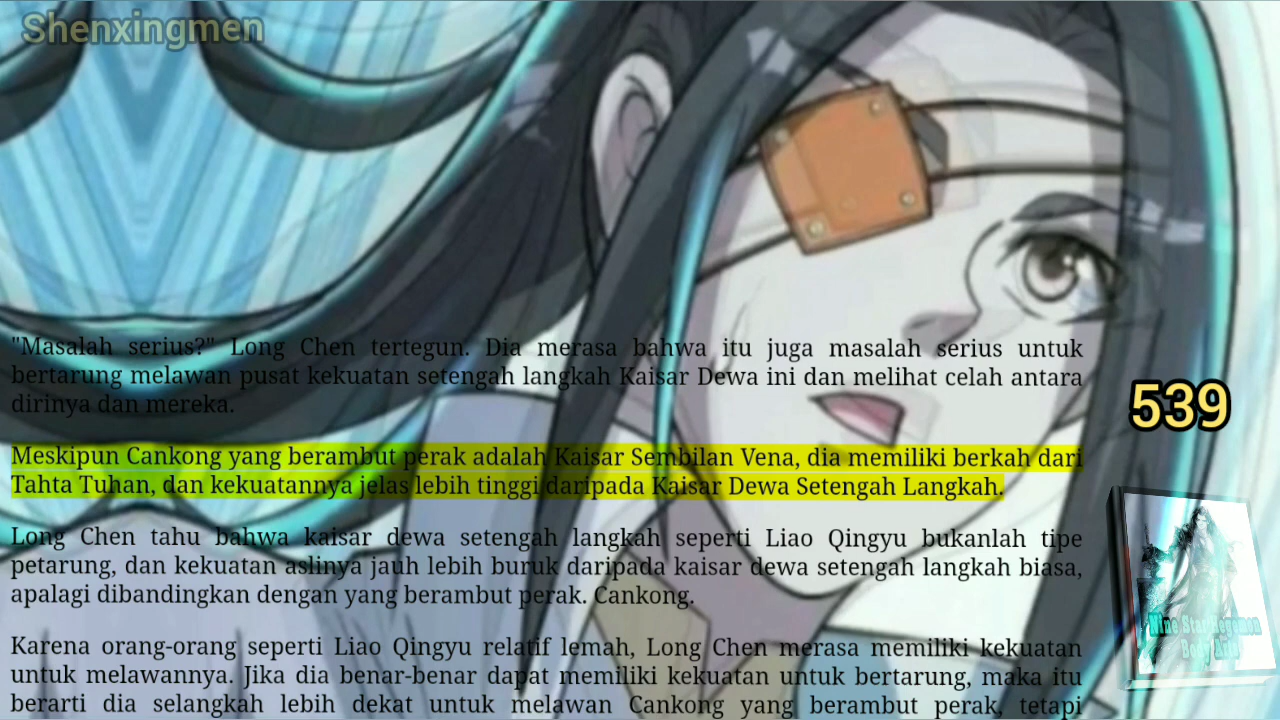 Shenxingmen
"Masalah serius?" Long Chen tertegun. Dia merasa bahwa itu juga masalah serius untuk
bertarung melawan pusat kekuatan setengah langkah Kaisar Dewa ini dan melihat celah antara
dirinya dan mereka.
Meskipun Cankong yang berambut perak adalah Kaisar Sembilan Vena, dia memiliki berkah dari
Tahta Tuhan, dan kekuatannya jelas lebih tinggi daripada Kaisar Dewa Setengah Langkah.
Long Chen tahu bahwa kaisar dewa setengah langkah seperti Liao Qingyu bukanlah tipe
petarung, dan kekuatan aslinya jauh lebih buruk daripada kaisar dewa setengah langkah biasa,
apalagi dibandingkan dengan yang berambut perak. Cankong.
Karena orang-orang seperti Liao Qingyu relatif lemah, Long Chen merasa memiliki kekuatan
untuk melawannya. Jika dia benar-benar dapat memiliki kekuatan untuk bertarung, maka itu
berarti dia selangkah lebih dekat untuk melawan Cankong yang berambut perak, tetapi
539
Nine Star Hegemon
Body Arts